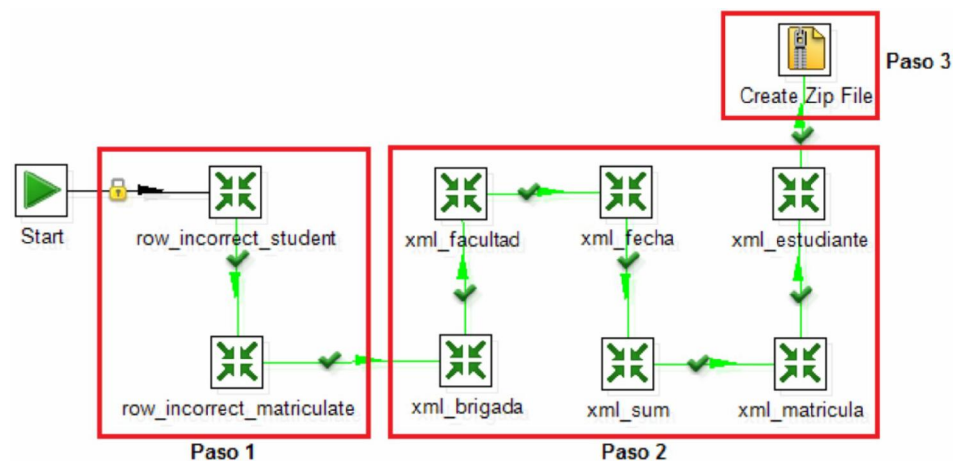 Paso 3
Create Zip File
Start
row_incorrect_student
xml_facultad
xml_fecha
xml_estudiante
row_incorrect_matriculate
xml_brigada
xml_sum
xml_matricula
Paso 1
Paso 2